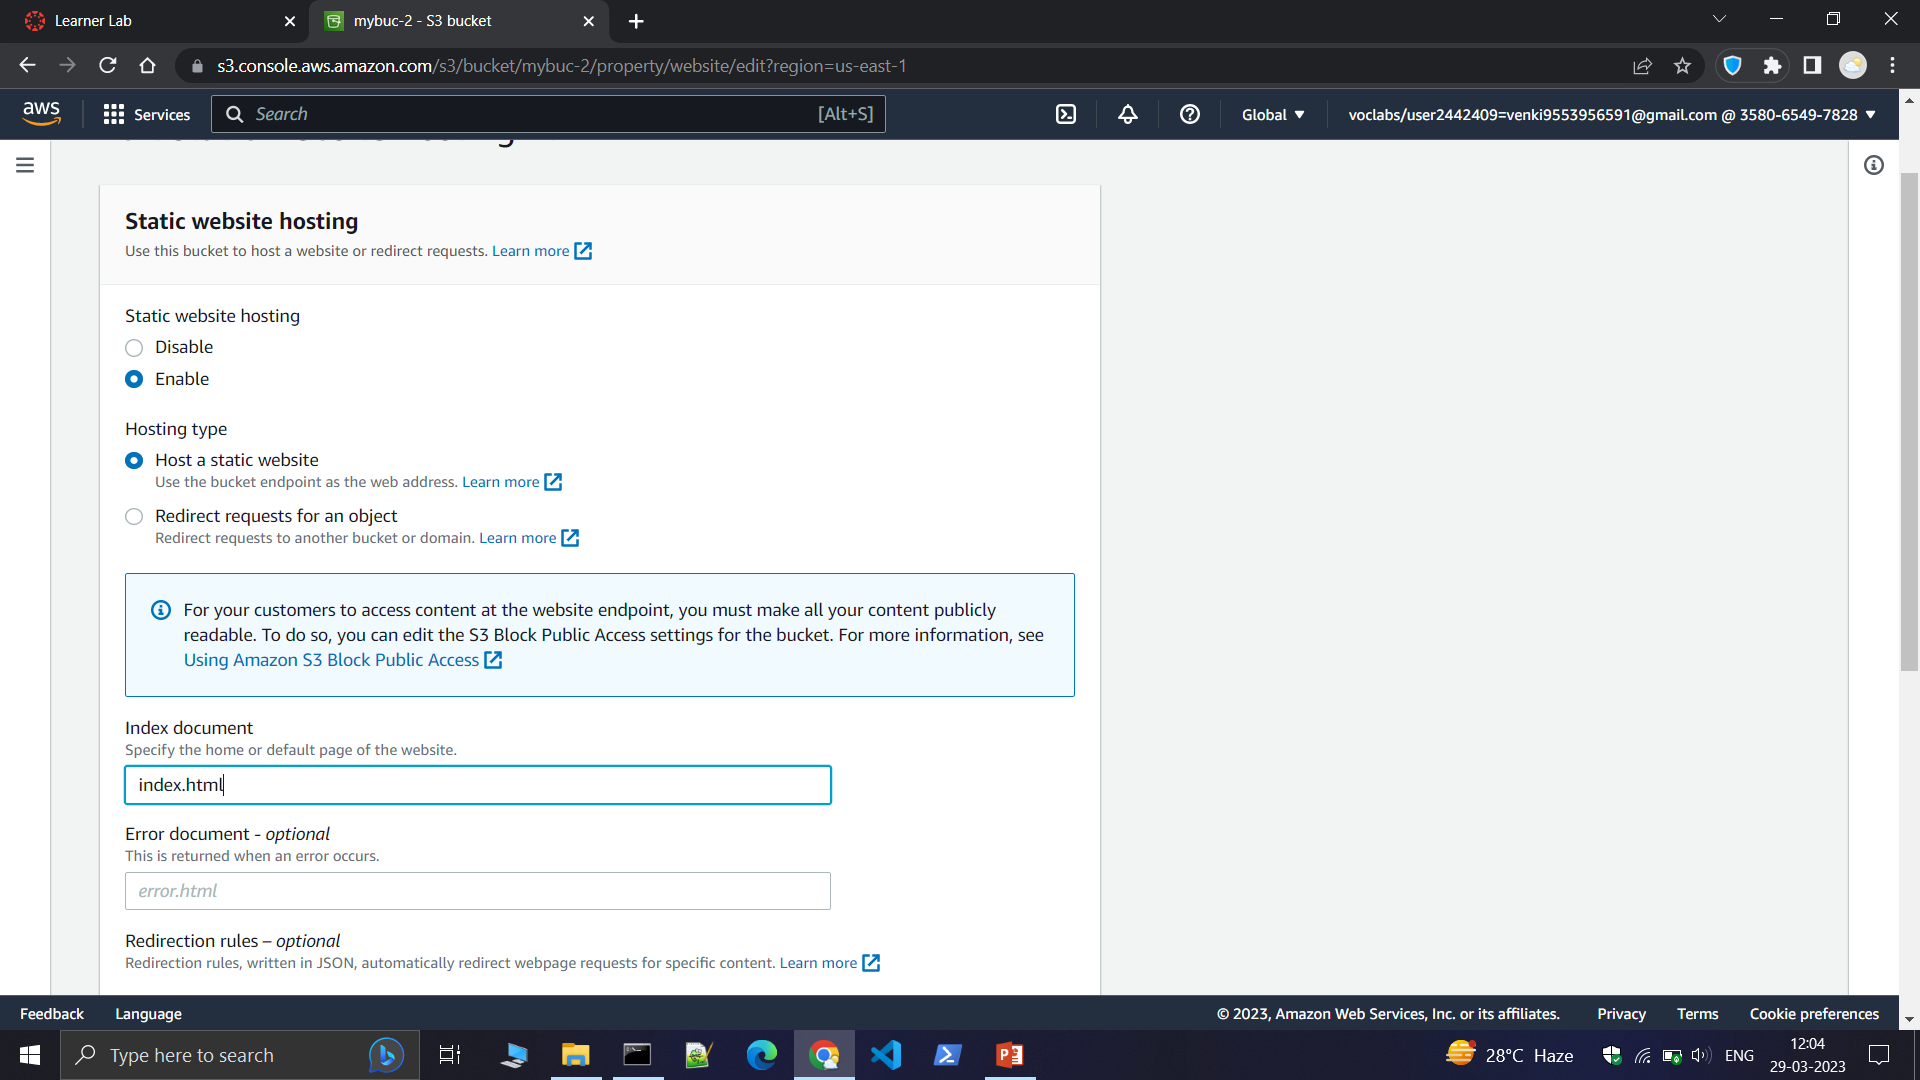 Learner Lab
mybuc-2 - S3 bucket
s3.console.aws.amazon.com/s3/bucket/mybuc-2/property/website/edit?region=us-east-1
aws
Services
Search
[Alt+S]
Global
voclabs/user2442409=venki9553956591@gmail.com @ 3580-6549-7828
Static website hosting
Use this bucket to host a website or redirect requests. Learn more
Static website hosting
Disable
Enable
Hosting type
Host a static website
Use the bucket endpoint as the web address. Learn more
Redirect requests for an object
Redirect requests to another bucket or domain. Learn more
For your customers to access content at the website endpoint, you must make all your content publicly
readable. To do so, you can edit the S3 Block Public Access settings for the bucket. For more information, see
Using Amazon S3 Block Public Access
Index document
Specify the home or default page of the website.
index.html
Error document - optional
This is returned when an error occurs.
error.html
Redirection rules – optional
Redirection rules, written in JSON, automatically redirect webpage requests for specific content. Learn more
Feedback
Language
© 2023, Amazon Web Services, Inc. or its affiliates.
Privacy
Terms
Cookie preferences
Type here to search
28°C Haze
ENG
12:04
29-03-2023